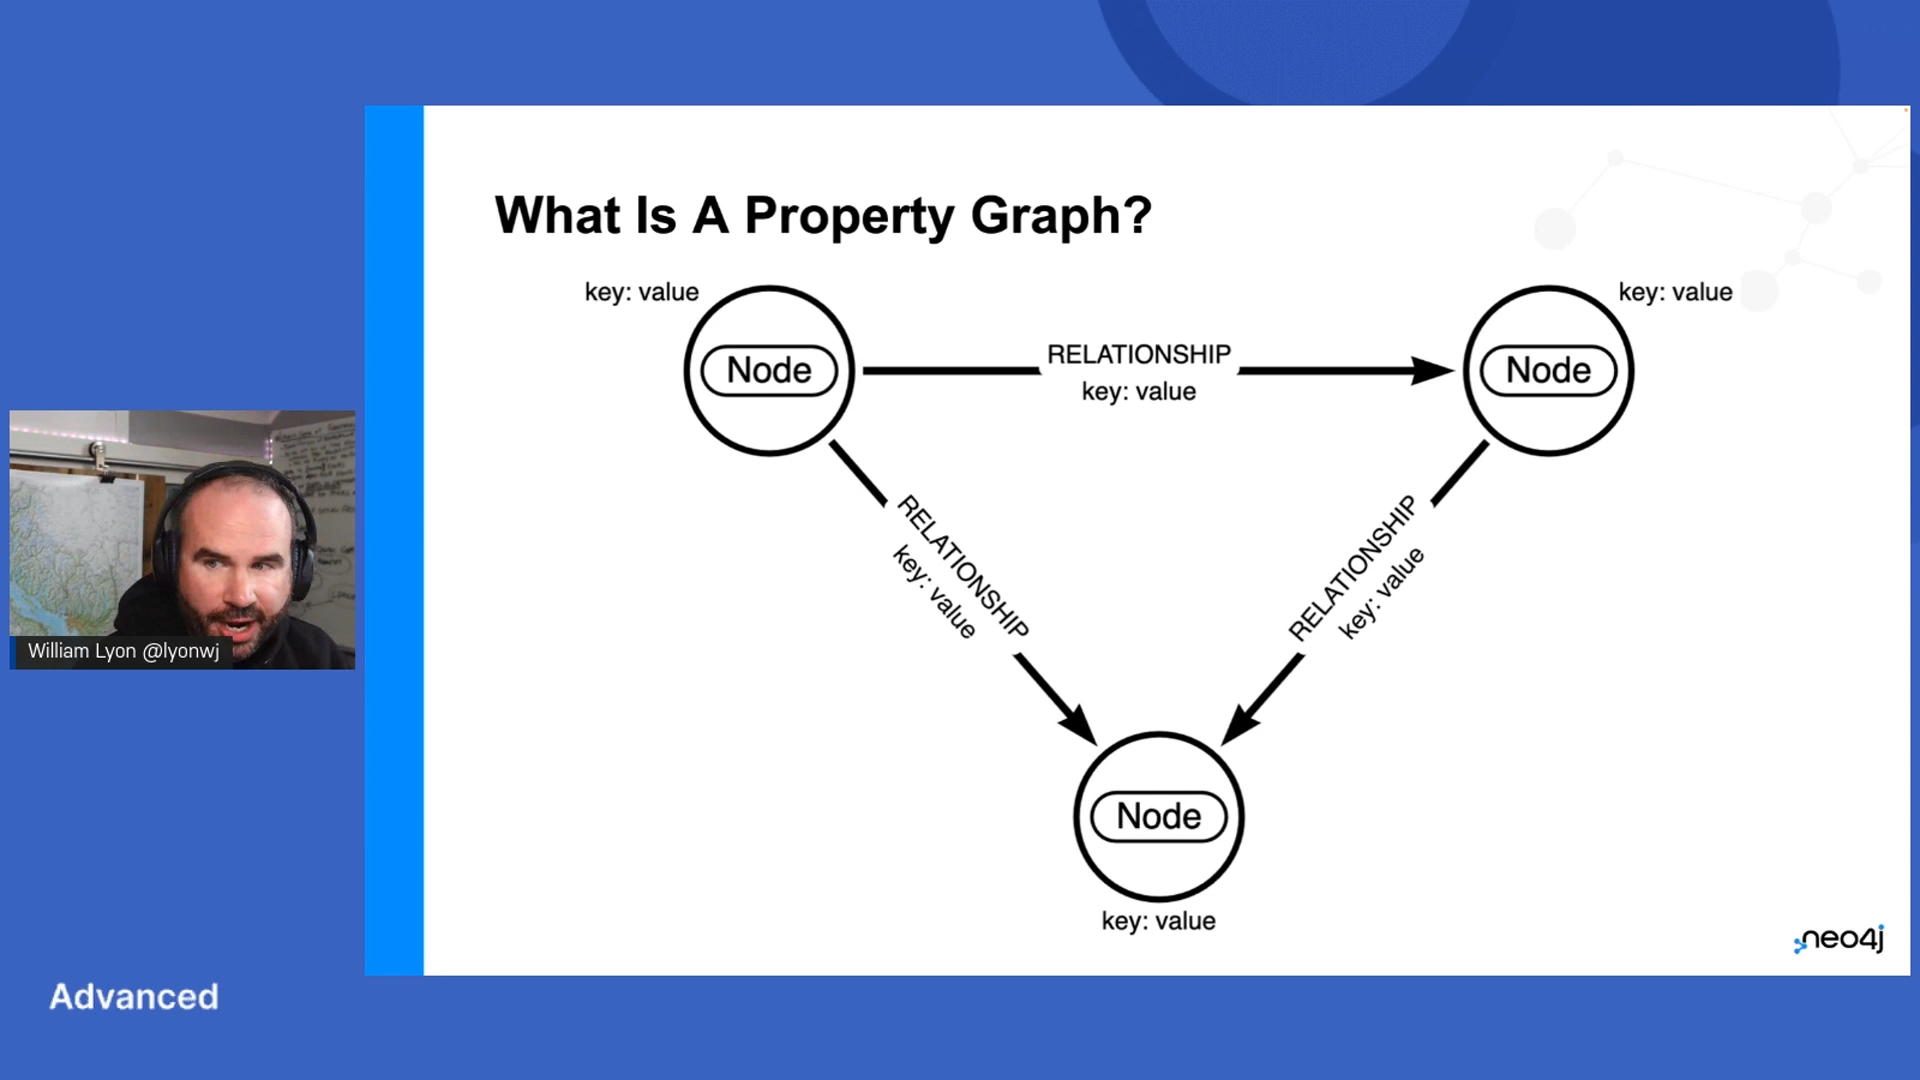 What Is A Property Graph?
key: value
key: value
Node
RELATIONSHIP
key: value
Node
RELATIONSHIP
key: value
RELATIONSHIP
key: value
William Lyon @lyonwj
Node
key: value
neo4j
Advanced